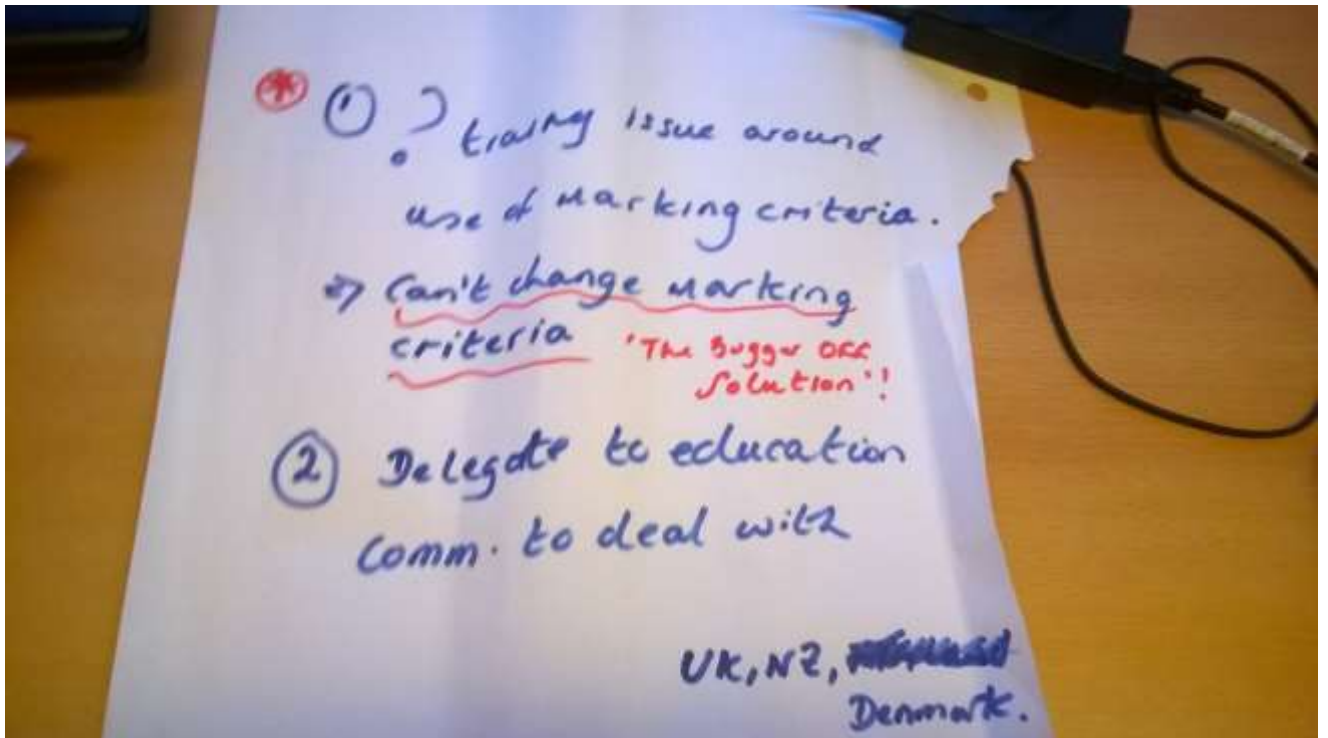 ① ? training issue around
use of marking criteria.
⇒ Can't change marking
criteria 'The Bugger OFF
Solution'!
② Delegate to education
Comm. to deal with
UK, NZ,
Denmark.